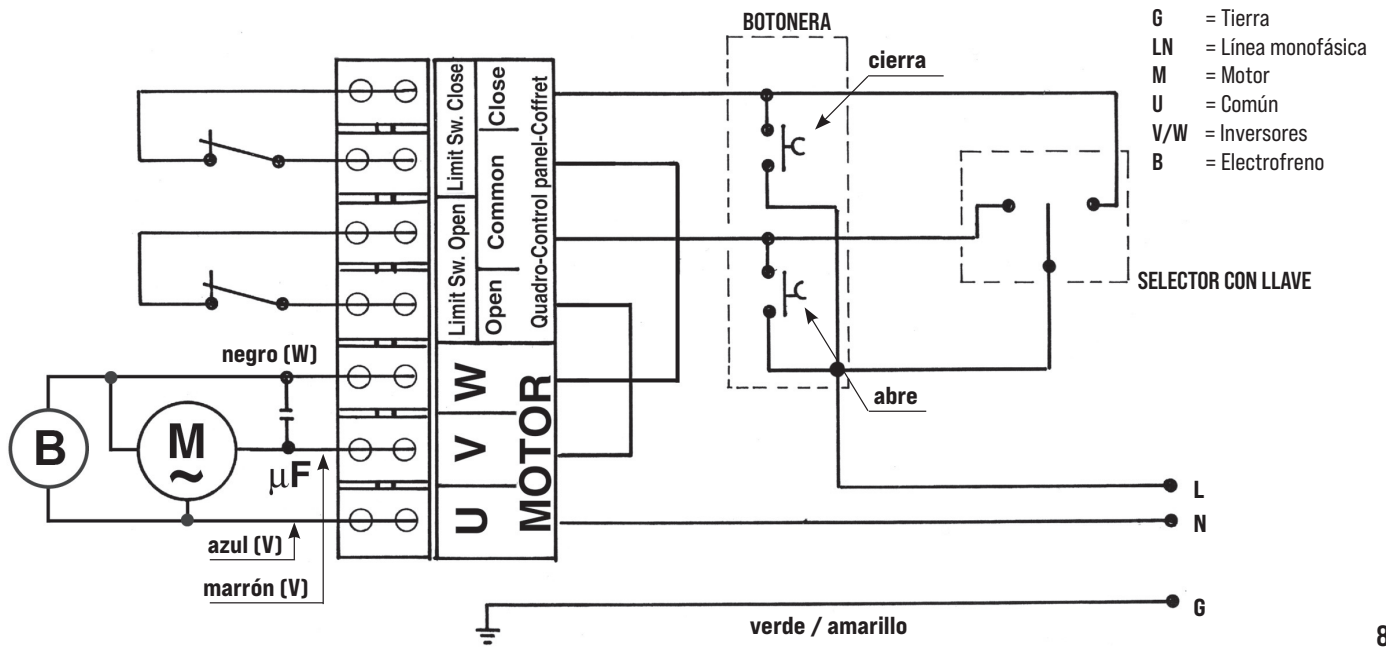 BOTONERA
cierra
G = Tierra
LN = Línea monofásica
M = Motor
U = Común
V/W = Inversores
B = Electrofreno
SELECTOR CON LLAVE
Limit Sw. Close
Limit Sw. Open
Close
Common
Open
Quadro-Control panel-Coffret
negro (W)
W
V
U
MOTOR
B
M
~
µF
abre
azul (V)
marrón (V)
L
N
G
verde / amarillo
8